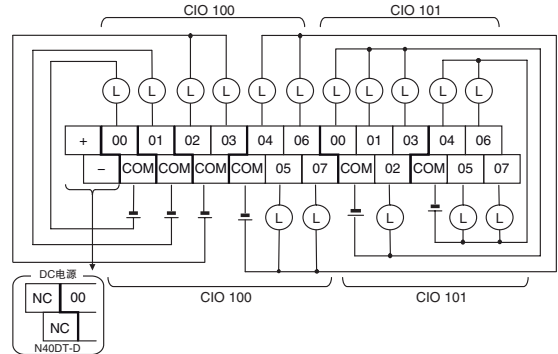 CIO 100 CIO 101
L L L L L L L L L L L
+ 00 01 02 03 04 06 00 01 03 04 06
− COM COM COM COM 05 07 COM 02 COM 05 07
L L L L L
DC电源
NC 00
NC
N40DT-D
CIO 100 CIO 101